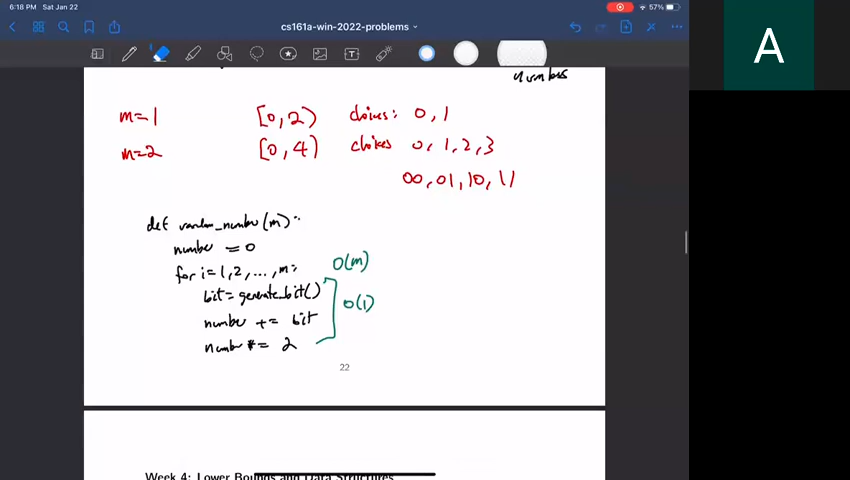 6:18 PM Sat Jan 22
57%
cs161a-win-2022-problems
A
numbers
m=1 [0, 2) choices: 0, 1
m=2 [0, 4) choices 0, 1, 2, 3
00, 01, 10, 11
def random_number(m):
number = 0
for i=1,2,...,m: O(m)
bit=generate_bit()
number += bit O(1)
number *= 2
22
Week 4: Lower Bounds and Data Structures